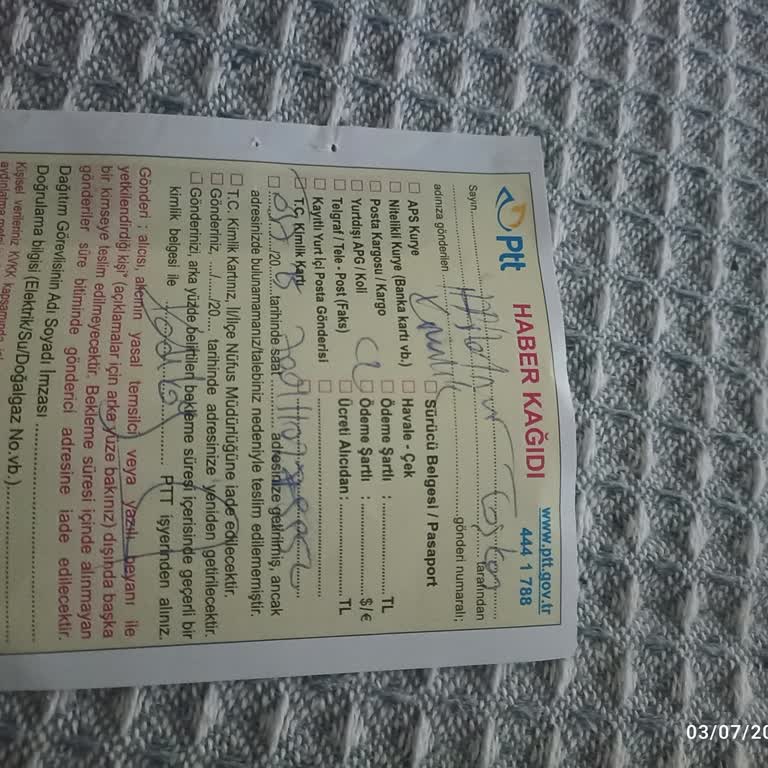 Ptt
HABER KAĞIDI
www.ptt.gov.tr
444 1 788
Sayın tarafından
adınıza gönderilen gönderi numaralı;
APS Kurye Sürücü Belgesi / Pasaport
Nitelikli Kurye (Banka kartı vb.) Havale - Çek
Posta Kargosu / Kargo Ödeme Şartlı : TL
Yurtdışı APG / Koli Ödeme Şartlı : $/€
Telgraf / Tele - Post (Faks) Ücreti Alıcıdan : TL
Kayıtlı Yurt İçi Posta Gönderisi
T.C. Kimlik Kartı
/20.... tarihinde saat adresinize getirilmiş, ancak
adresinizde bulunamamanız/talebiniz nedeniyle teslim edilememiştir.
T.C. Kimlik Kartınız, İl/İlçe Nüfus Müdürlüğüne iade edilecektir.
Gönderiniz .../..../20.... tarihinde adresinize yeniden getirilecektir.
Gönderinizi, arka yüzde belirtilen bekleme süresi içerisinde geçerli bir
kimlik belgesi ile PTT işyerinden alınız.
Gönderi ; alıcısı, alıcının yasal temsilci veya yazılı beyanı ile
yetkilendirdiği kişi* (açıklamalar için arka yüze bakınız) dışında başka
bir kimseye teslim edilmeyecektir. Bekleme süresi içinde alınmayan
gönderiler süre bitiminde gönderici adresine iade edilecektir.
Dağıtım Görevlisinin Adı Soyadı İmzası
Doğrulama bilgisi (Elektrik/Su/Doğalgaz No.vb.)
Kişisel verileriniz KVKK kapsamında
03/07/20